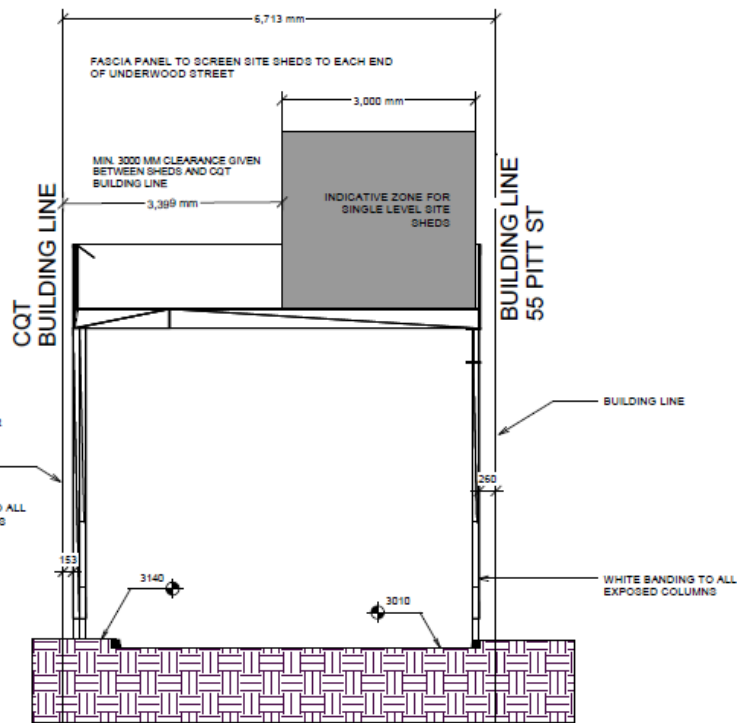 6,713 mm
FASCIA PANEL TO SCREEN SITE SHEDS TO EACH END
OF UNDERWOOD STREET
3,000 mm
MIN. 3000 MM CLEARANCE GIVEN
BETWEEN SHEDS AND CQT
BUILDING LINE
3,399 mm
INDICATIVE ZONE FOR
SINGLE LEVEL SITE
SHEDS
CQT
BUILDING LINE
BUILDING LINE
55 PITT ST
BUILDING LINE
260
ALL
153
3140
3010
WHITE BANDING TO ALL
EXPOSED COLUMNS